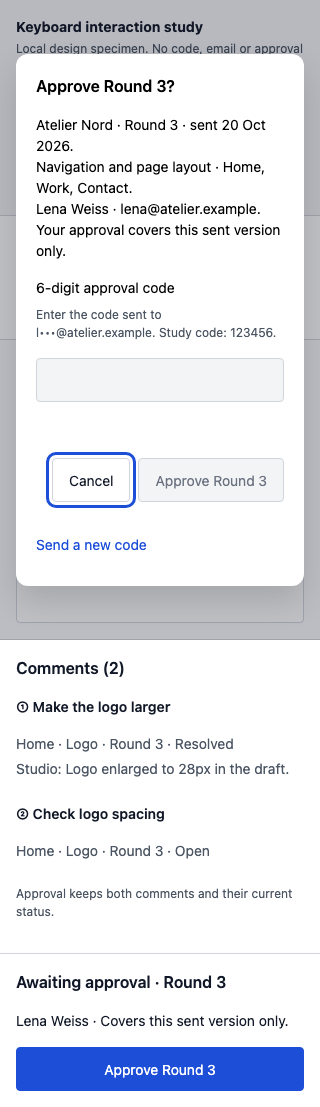 Keyboard interaction study
Local design specimen. No code, email or approval
Approve Round 3?
Atelier Nord · Round 3 · sent 20 Oct
2026.
Navigation and page layout · Home,
Work, Contact.
Lena Weiss · lena@atelier.example.
Your approval covers this sent version
only.
6-digit approval code
Enter the code sent to
l•••@atelier.example. Study code: 123456.
Cancel
Approve Round 3
Send a new code
Comments (2)
① Make the logo larger
Home · Logo · Round 3 · Resolved
Studio: Logo enlarged to 28px in the draft.
② Check logo spacing
Home · Logo · Round 3 · Open
Approval keeps both comments and their current
status.
Awaiting approval · Round 3
Lena Weiss · Covers this sent version only.
Approve Round 3